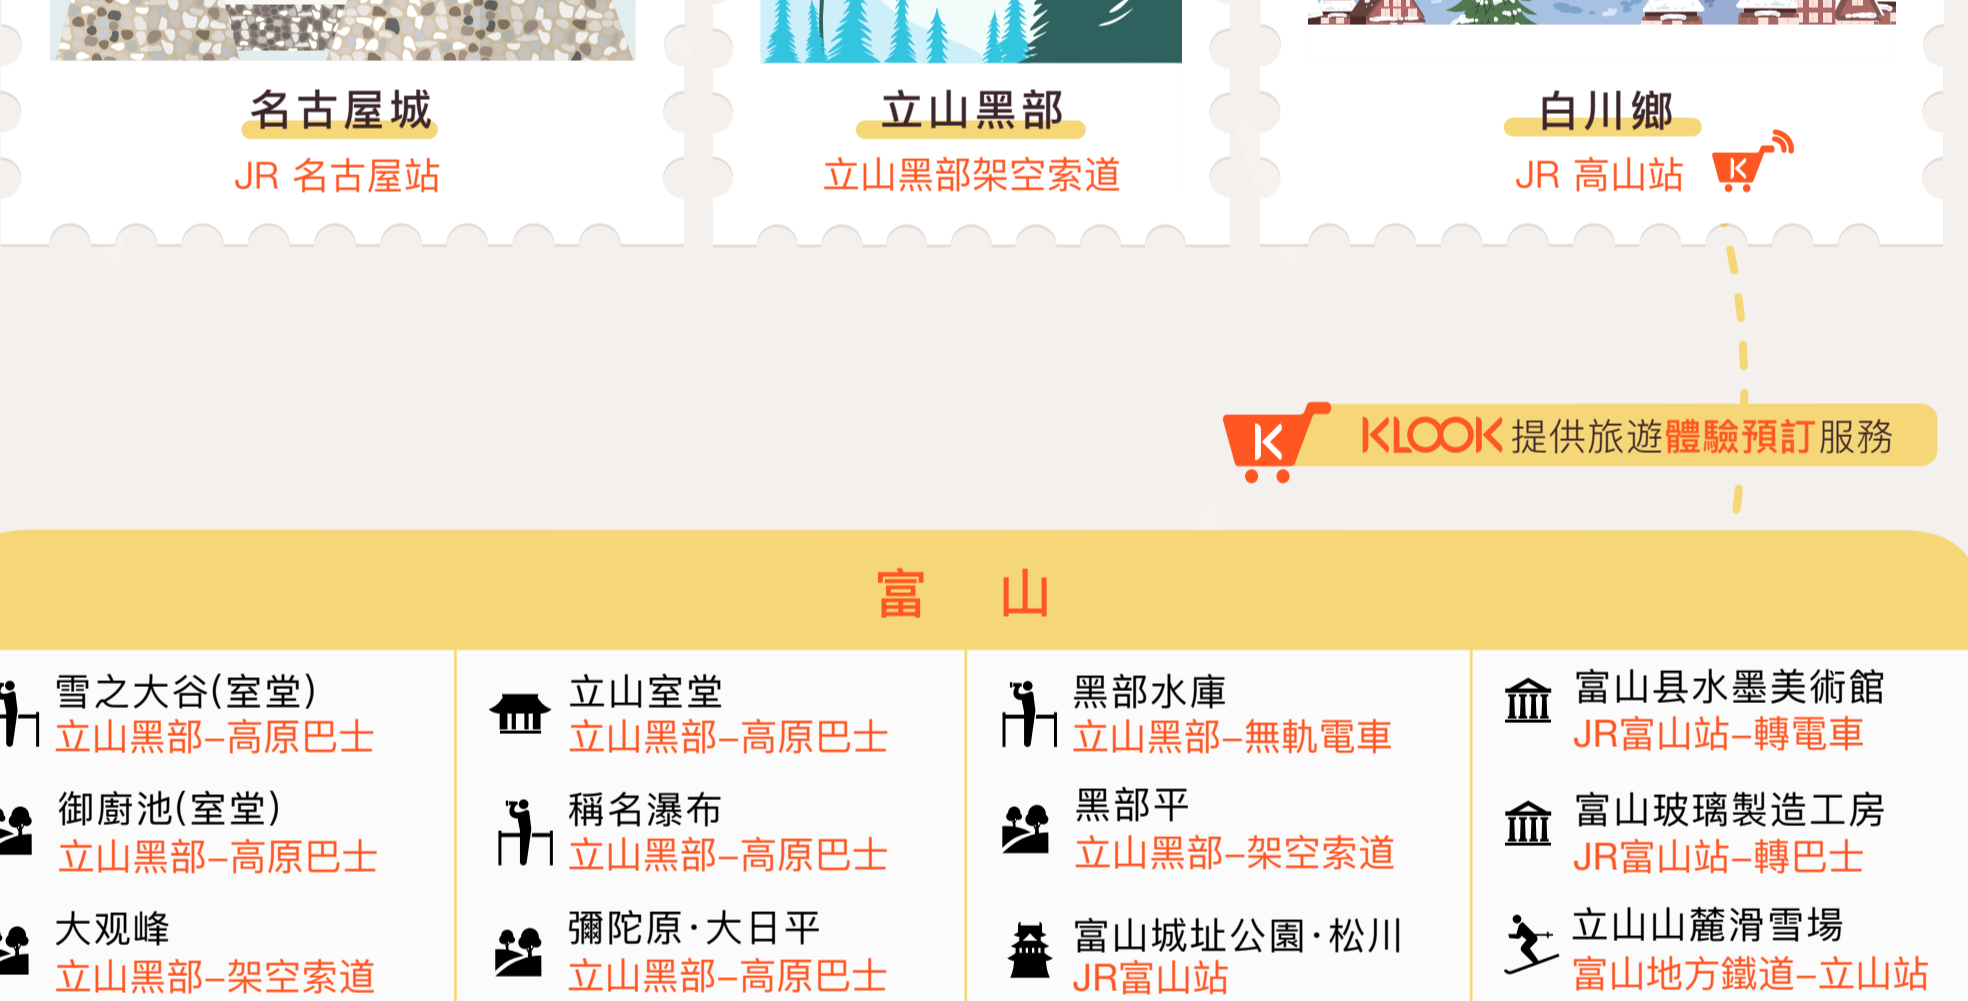 名古屋城
JR 名古屋站
立山黑部
立山黑部架空索道
白川鄉
JR 高山站
K
K
KLOOK 提供旅遊體驗預訂服務
富 山
雪之大谷(室堂)
立山黑部–高原巴士
御廚池(室堂)
立山黑部–高原巴士
大观峰
立山黑部–架空索道
立山室堂
立山黑部–高原巴士
稱名瀑布
立山黑部–高原巴士
彌陀原·大日平
立山黑部–高原巴士
黑部水庫
立山黑部–無軌電車
黑部平
立山黑部–架空索道
富山城址公園·松川
JR富山站
富山县水墨美術館
JR富山站–轉電車
富山玻璃製造工房
JR富山站–轉巴士
立山山麓滑雪場
富山地方鐵道–立山站